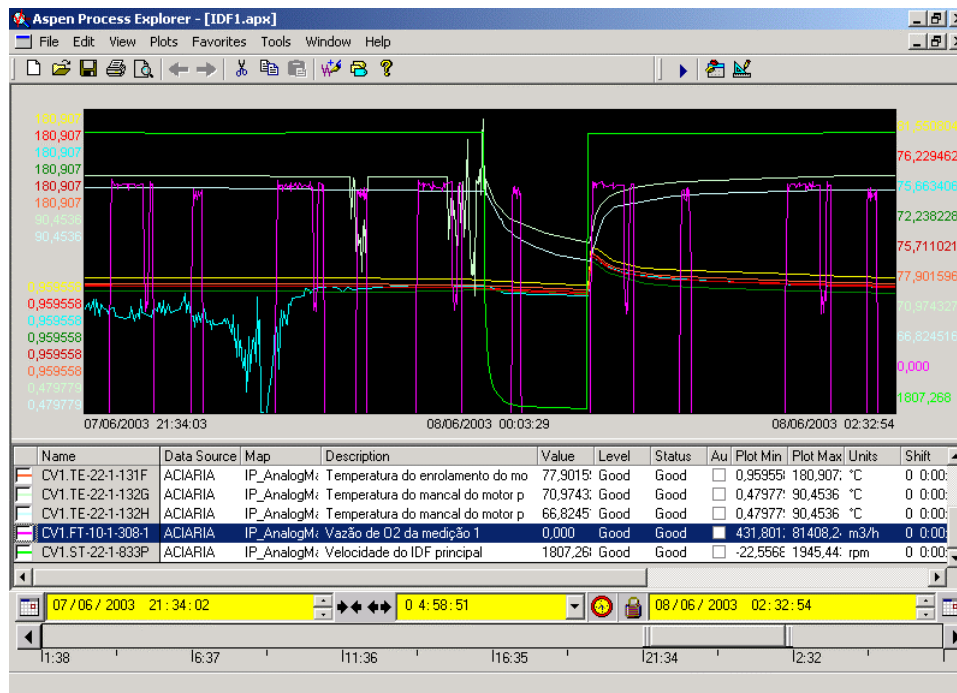 Aspen Process Explorer - [IDF1.apx]
File Edit View Plots Favorites Tools Window Help
180,907
180,907
180,907
180,907
180,907
180,907
90,4536
90,4536
0,959558
0,959558
0,959558
0,959558
0,959558
0,959558
0,479779
0,479779
81,550804
76,229462
75,663406
72,238228
75,711021
77,901596
70,974327
66,824516
0,000
1807,268
07/06/2003 21:34:03 08/06/2003 00:03:29 08/06/2003 02:32:54
Name Data Source Map Description Value Level Status Au Plot Min Plot Max Units Shift
CV1.TE-22-1-131F ACIARIA IP_AnalogMa Temperatura do enrolamento do mo 77,9015 Good Good 0,95955 180,907 °C 0 0:00:
CV1.TE-22-1-132G ACIARIA IP_AnalogMa Temperatura do mancal do motor p 70,9743 Good Good 0,47977 90,4536 °C 0 0:00:
CV1.TE-22-1-132H ACIARIA IP_AnalogMa Temperatura do mancal do motor p 66,8245 Good Good 0,47977 90,4536 °C 0 0:00:
CV1.FT-10-1-308-1 ACIARIA IP_AnalogMa Vazão de O2 da medição 1 0,000 Good Good 431,801 81408,2 m3/h 0 0:00:
CV1.ST-22-1-833P ACIARIA IP_AnalogMa Velocidade do IDF principal 1807,26 Good Good -22,556 1945,44 rpm 0 0:00:
07/06/2003 21:34:02 0 4:58:51 08/06/2003 02:32:54
1:38 6:37 11:36 16:35 21:34 2:32